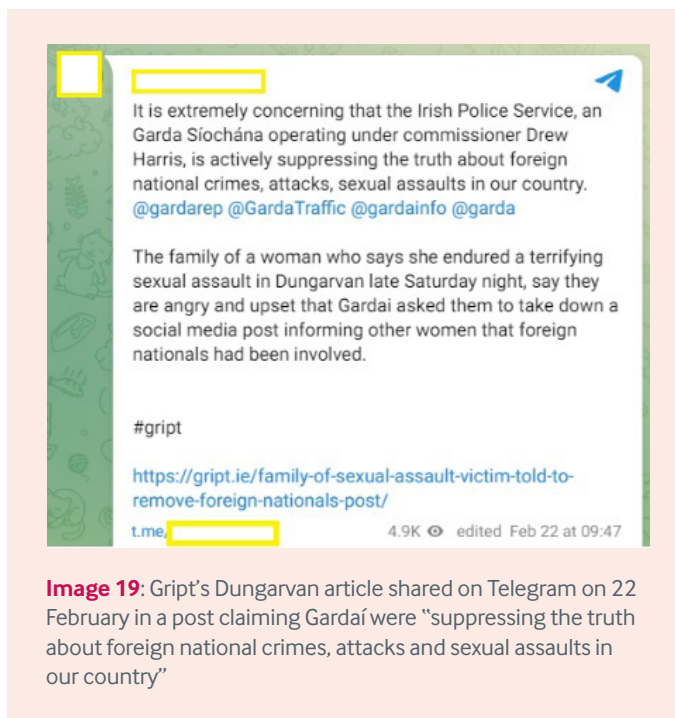 It is extremely concerning that the Irish Police Service, an
Garda Síochána operating under commissioner Drew
Harris, is actively suppressing the truth about foreign
national crimes, attacks, sexual assaults in our country.
@gardarep @GardaTraffic @gardainfo @garda
The family of a woman who says she endured a terrifying
sexual assault in Dungarvan late Saturday night, say they
are angry and upset that Gardai asked them to take down a
social media post informing other women that foreign
nationals had been involved.
#gript
https://gript.ie/family-of-sexual-assault-victim-told-to-
remove-foreign-nationals-post/
t.me/ 4.9K edited Feb 22 at 09:47
Image 19: Gript's Dungarvan article shared on Telegram on 22
February in a post claiming Gardaí were "suppressing the truth
about foreign national crimes, attacks and sexual assaults in
our country"